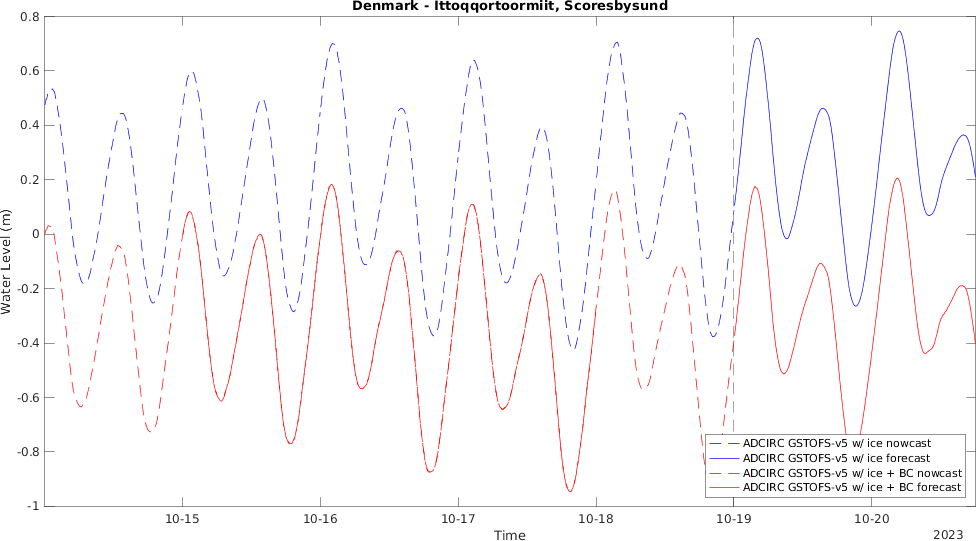 Denmark - Ittoqqortoormiit, Scoresbysund
0.8
0.6
0.4
0.2
0
-0.2
-0.4
-0.6
-0.8
-1
Water Level (m)
10-15 10-16 10-17 10-18 10-19 10-20
Time
2023
ADCIRC GSTOFS-v5 w/ ice nowcast
ADCIRC GSTOFS-v5 w/ ice forecast
ADCIRC GSTOFS-v5 w/ ice + BC nowcast
ADCIRC GSTOFS-v5 w/ ice + BC forecast